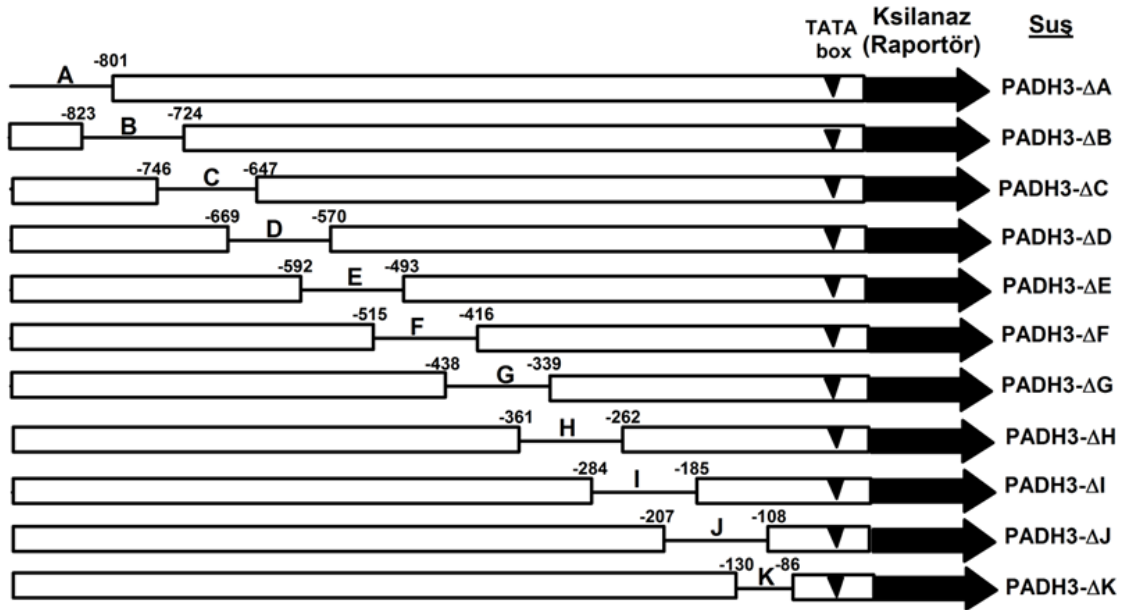 TATA box
Ksilanaz (Raportör)
Suş
A -801 PADH3-ΔA
-823 B -724 PADH3-ΔB
-746 C -647 PADH3-ΔC
-669 D -570 PADH3-ΔD
-592 E -493 PADH3-ΔE
-515 F -416 PADH3-ΔF
-438 G -339 PADH3-ΔG
-361 H -262 PADH3-ΔH
-284 I -185 PADH3-ΔI
-207 J -108 PADH3-ΔJ
-130 K -86 PADH3-ΔK